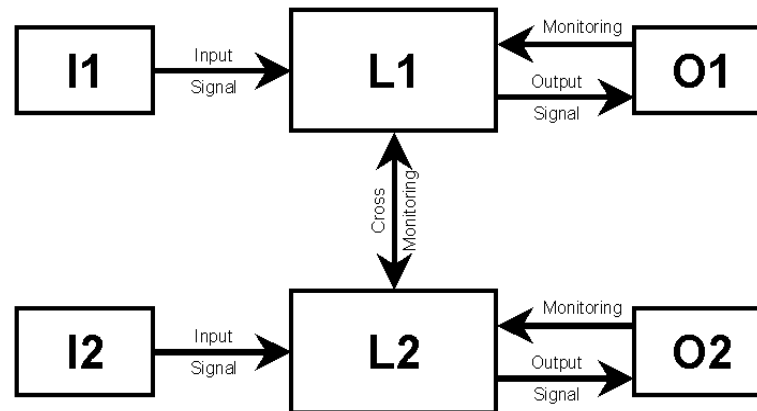 I1
Input
Signal
L1
Monitoring
Output
Signal
O1
Cross
Monitoring
I2
Input
Signal
L2
Monitoring
Output
Signal
O2